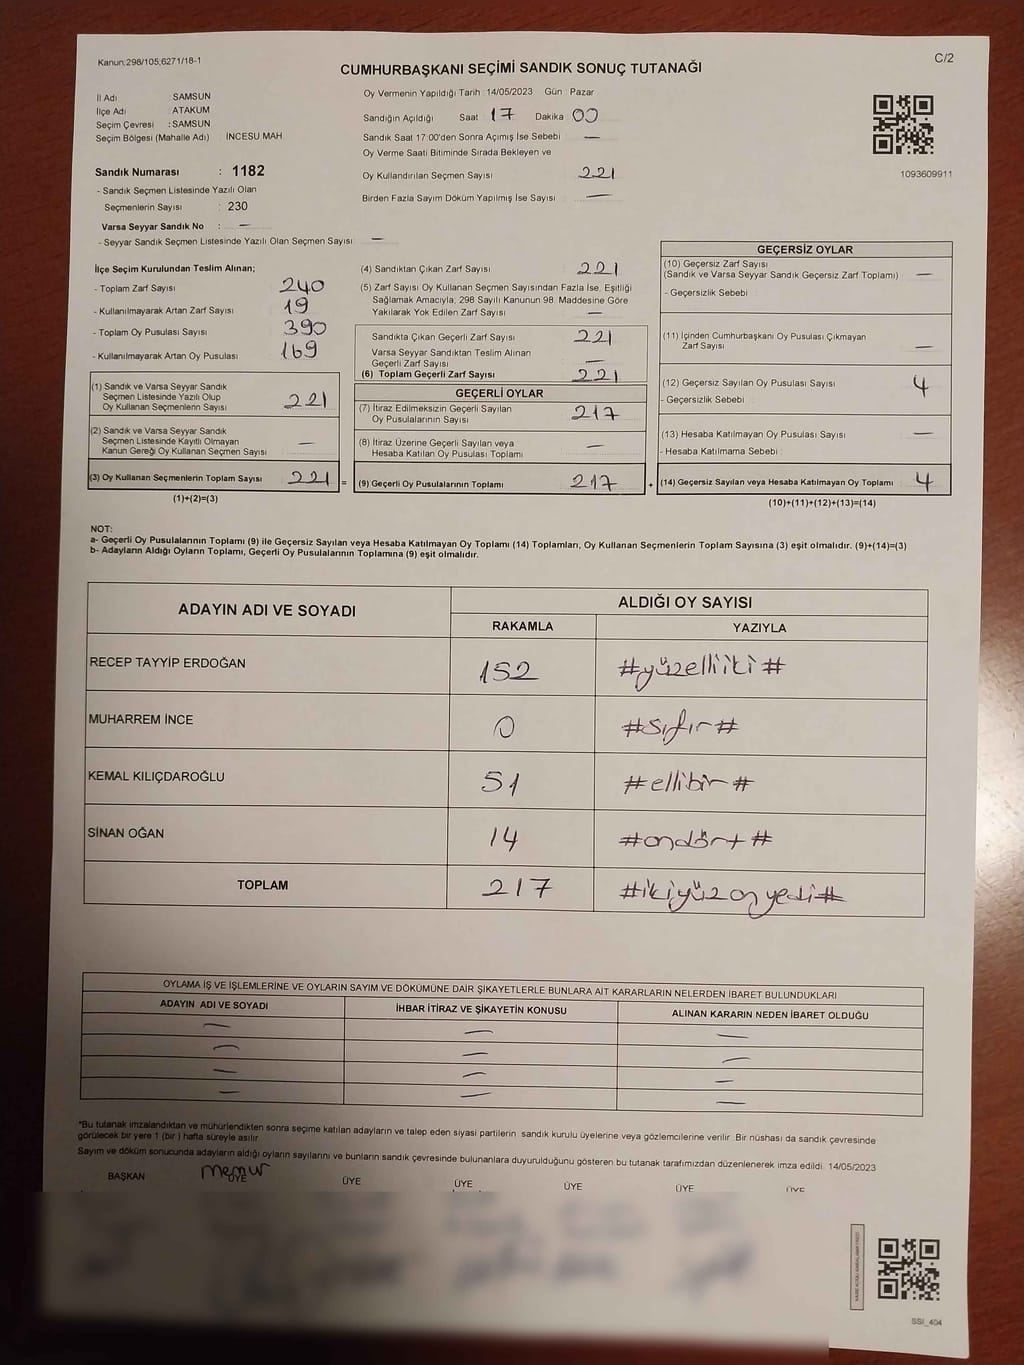 Kanun:298/105;6271/18-1
C/2
CUMHURBAŞKANI SEÇİMİ SANDIK SONUÇ TUTANAĞI
İl Adı : SAMSUN
İlçe Adı : ATAKUM
Seçim Çevresi : SAMSUN
Seçim Bölgesi (Mahalle Adı) : İNCESU MAH.
Oy Vermenin Yapıldığı Tarih :14/05/2023 Gün : Pazar
Sandığın Açıldığı Saat 17 Dakika 00
Sandık Saat 17:00'den Sonra Açımış İse Sebebi : —
Oy Verme Saati Bitiminde Sırada Bekleyen ve
Oy Kullandırılan Seçmen Sayısı : 221
Birden Fazla Sayım Döküm Yapılmış İse Sayısı : —
1093609911
Sandık Numarası : 1182
- Sandık Seçmen Listesinde Yazılı Olan
Seçmenlerin Sayısı : 230
Varsa Seyyar Sandık No : —
- Seyyar Sandık Seçmen Listesinde Yazılı Olan Seçmen Sayısı : —
İlçe Seçim Kurulundan Teslim Alınan;
- Toplam Zarf Sayısı : 240
- Kullanılmayarak Artan Zarf Sayısı : 19
- Toplam Oy Pusulası Sayısı : 390
- Kullanılmayarak Artan Oy Pusulası : 169
(1) Sandık ve Varsa Seyyar Sandık
Seçmen Listesinde Yazılı Olup
Oy Kullanan Seçmenlerin Sayısı : 221
(2) Sandık ve Varsa Seyyar Sandık
Seçmen Listesinde Kayıtlı Olmayan
Kanun Gereği Oy Kullanan Seçmen Sayısı : —
(3) Oy Kullanan Seçmenlerin Toplam Sayısı : 221 =
(1)+(2)=(3)
(4) Sandıktan Çıkan Zarf Sayısı : 221
(5) Zarf Sayısı Oy Kullanan Seçmen Sayısından Fazla İse, Eşitliği
Sağlamak Amacıyla, 298 Sayılı Kanunun 98. Maddesine Göre
Yakılarak Yok Edilen Zarf Sayısı : —
Sandıkta Çıkan Geçerli Zarf Sayısı : 221
Varsa Seyyar Sandıktan Teslim Alınan
Geçerli Zarf Sayısı : —
(6) Toplam Geçerli Zarf Sayısı : 221
GEÇERLİ OYLAR
(7) İtiraz Edilmeksizin Geçerli Sayılan
Oy Pusulalarının Sayısı : 217
(8) İtiraz Üzerine Geçerli Sayılan veya
Hesaba Katılan Oy Pusulası Toplamı : —
(9) Geçerli Oy Pusulalarının Toplamı : 217 +
GEÇERSİZ OYLAR
(10) Geçersiz Zarf Sayısı
(Sandık ve Varsa Seyyar Sandık Geçersiz Zarf Toplamı) : —
- Geçersizlik Sebebi :
(11) İçinden Cumhurbaşkanı Oy Pusulası Çıkmayan
Zarf Sayısı : —
(12) Geçersiz Sayılan Oy Pusulası Sayısı : 4
- Geçersizlik Sebebi :
(13) Hesaba Katılmayan Oy Pusulası Sayısı : —
- Hesaba Katılmama Sebebi :
(14) Geçersiz Sayılan veya Hesaba Katılmayan Oy Toplamı : 4
(10)+(11)+(12)+(13)=(14)
NOT:
a- Geçerli Oy Pusulalarının Toplamı (9) ile Geçersiz Sayılan veya Hesaba Katılmayan Oy Toplamı (14) Toplamları, Oy Kullanan Seçmenlerin Toplam Sayısına (3) eşit olmalıdır. (9)+(14)=(3)
b- Adayların Aldığı Oyların Toplamı, Geçerli Oy Pusulalarının Toplamına (9) eşit olmalıdır.
ADAYIN ADI VE SOYADI
ALDIĞI OY SAYISI
RAKAMLA YAZIYLA
RECEP TAYYİP ERDOĞAN 152 #yüzelliiki#
MUHARREM İNCE 0 #sıfır#
KEMAL KILIÇDAROĞLU 51 #ellibir#
SİNAN OĞAN 14 #ondört#
TOPLAM 217 #ikiyüzonyedi#
OYLAMA İŞ VE İŞLEMLERİNE VE OYLARIN SAYIM VE DÖKÜMÜNE DAİR ŞİKAYETLERLE BUNLARA AİT KARARLARIN NELERDEN İBARET BULUNDUKLARI
ADAYIN ADI VE SOYADI İHBAR İTİRAZ VE ŞİKAYETİN KONUSU ALINAN KARARIN NEDEN İBARET OLDUĞU
— — —
— — —
— — —
— — —
*Bu tutanak imzalandıktan ve mühürlendikten sonra seçime katılan adayların ve talep eden siyasi partilerin sandık kurulu üyelerine veya gözlemcilerine verilir. Bir nüshası da sandık çevresinde
görülecek bir yere 1 (bir) hafta süreyle asılır.
Sayım ve döküm sonucunda adayların aldığı oyların sayılarını ve bunların sandık çevresinde bulunanlara duyurulduğunu gösteren bu tutanak tarafımızdan düzenlenerek imza edildi. 14/05/2023
memur
BAŞKAN ÜYE ÜYE ÜYE ÜYE ÜYE ÜYE
SSI_404